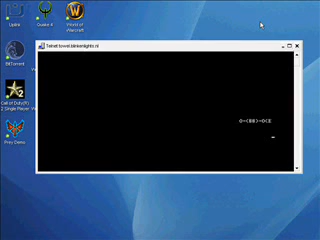 Uplink
Quake 4
World of
Warcraft
Telnet towel.blinkenlights.nl
BitTorrent
Call of Duty(R)
2 Single Player
Prey Demo